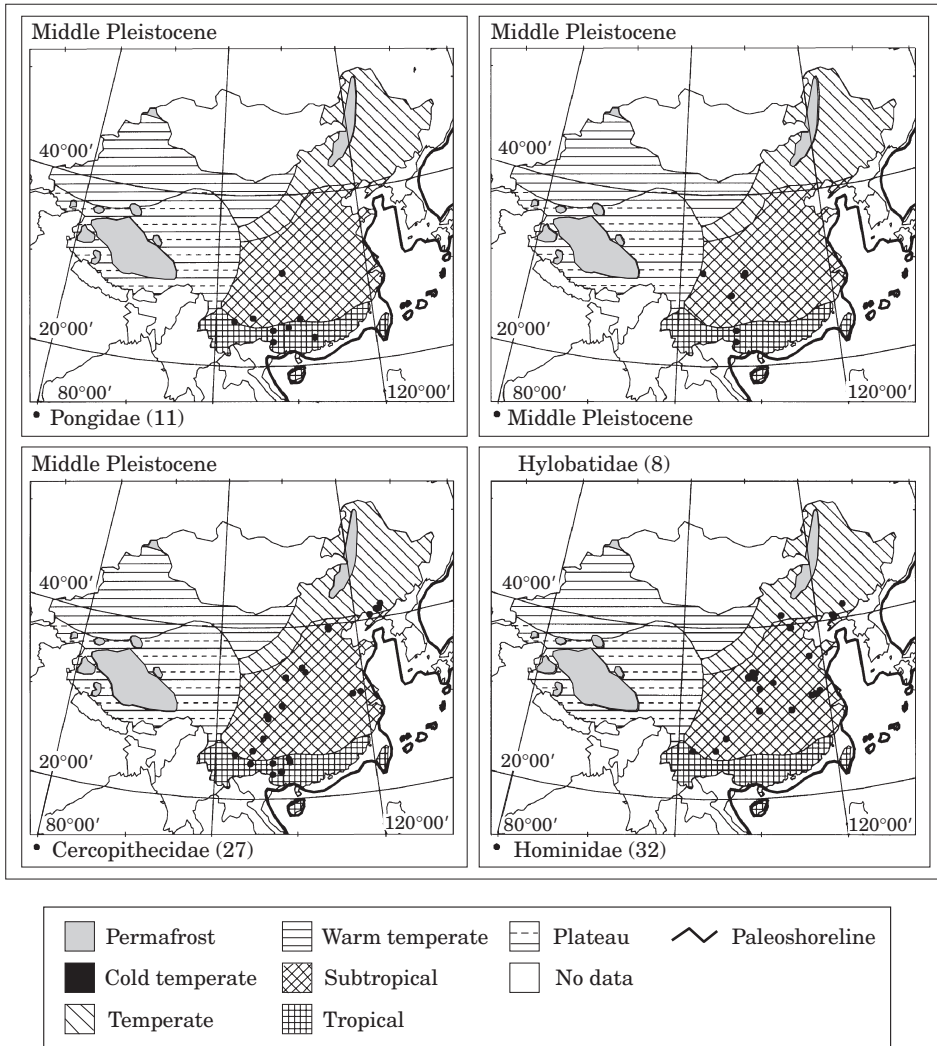 Middle Pleistocene
40°00′
20°00′
80°00′
120°00′
• Pongidae (11)
Middle Pleistocene
40°00′
20°00′
80°00′
120°00′
• Middle Pleistocene
Middle Pleistocene
40°00′
20°00′
80°00′
120°00′
• Cercopithecidae (27)
Hylobatidae (8)
40°00′
20°00′
80°00′
120°00′
• Hominidae (32)
Permafrost
Warm temperate
Plateau
Paleoshoreline
Cold temperate
Subtropical
No data
Temperate
Tropical